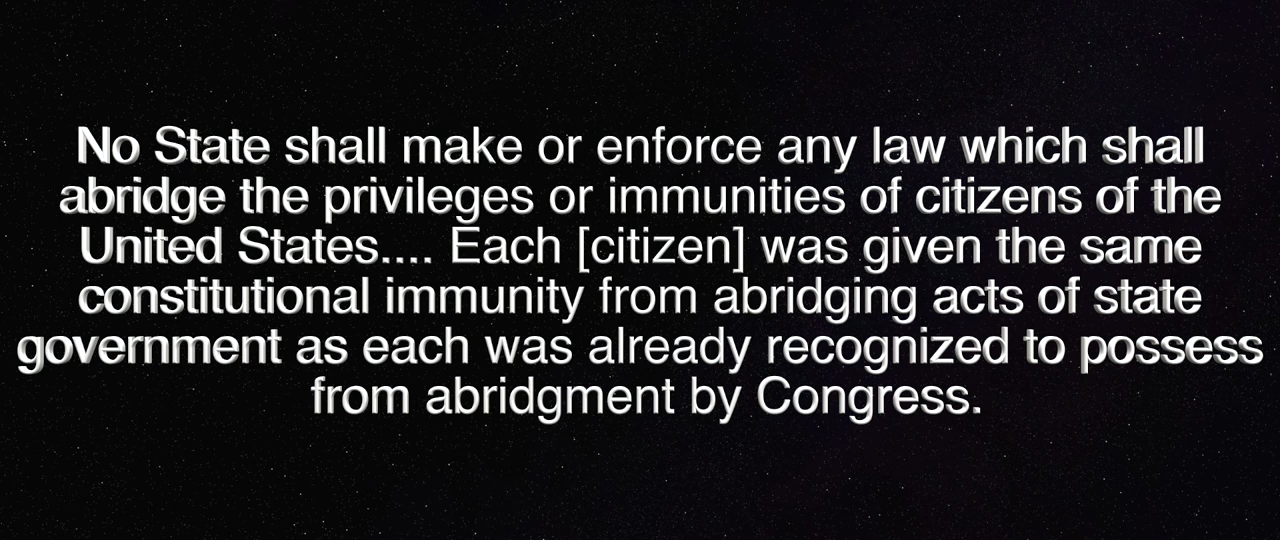 No State shall make or enforce any law which shall
abridge the privileges or immunities of citizens of the
United States.... Each [citizen] was given the same
constitutional immunity from abridging acts of state
government as each was already recognized to possess
from abridgment by Congress.